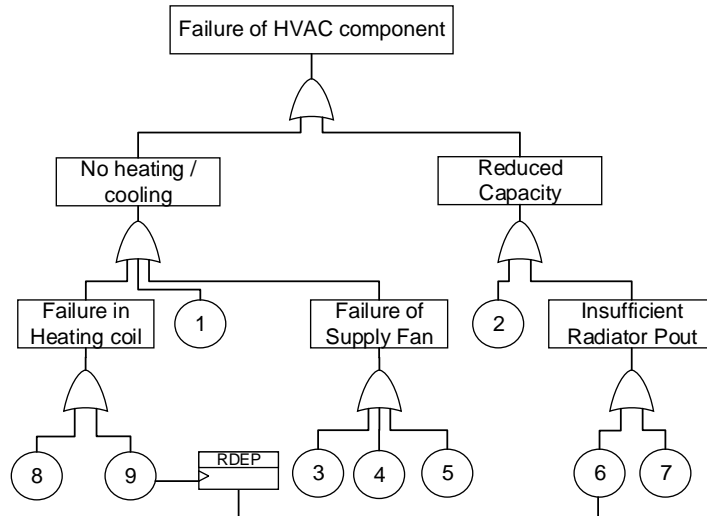 Failure of HVAC component
No heating /
cooling
Reduced
Capacity
Failure in
Heating coil
1
Failure of
Supply Fan
2
Insufficient
Radiator Pout
8
9
RDEP
3
4
5
6
7